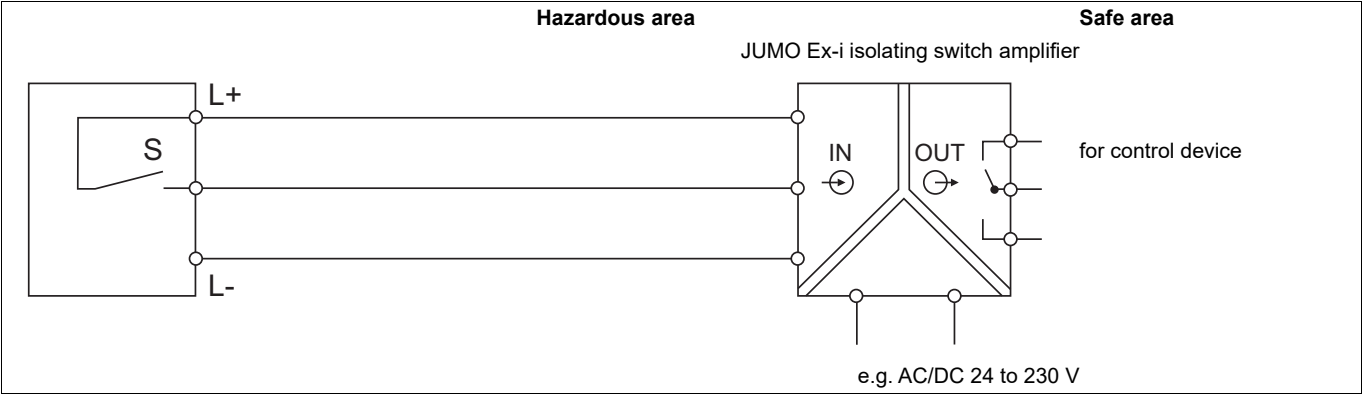 Hazardous area
Safe area
JUMO Ex-i isolating switch amplifier
L+
S
IN
OUT
for control device
L-
e.g. AC/DC 24 to 230 V